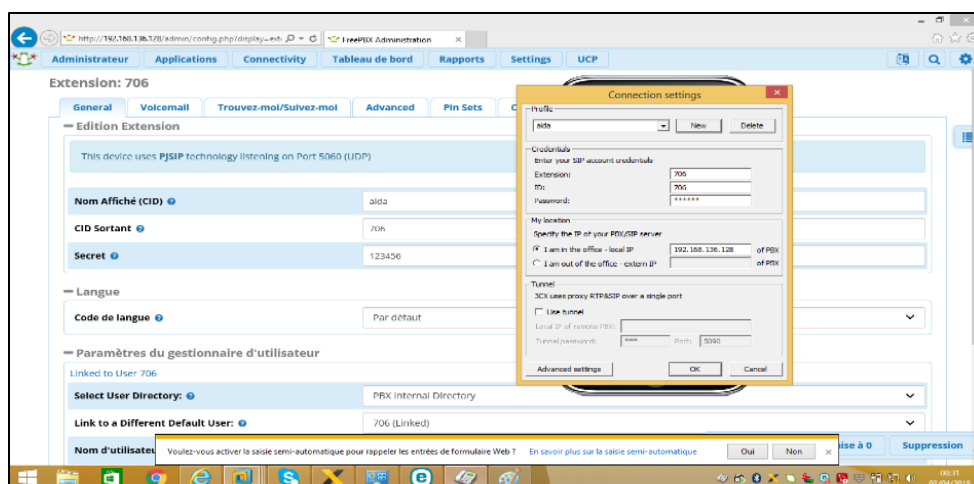 http://192.168.136.128/admin/config.php?display=ext
FreePBX Administration
Administrateur Applications Connectivity Tableau de bord Rapports Settings UCP
Extension: 706
General Voicemail Trouvez-moi/Suivez-moi Advanced Pin Sets
Edition Extension
This device uses PJSIP technology listening on Port 5060 (UDP)
Nom Affiché (CID) aida
CID Sortant 706
Secret 123456
Langue
Code de langue Par défaut
Paramètres du gestionnaire d'utilisateur
Linked to User 706
Select User Directory: PBX Internal Directory
Link to a Different Default User: 706 (Linked)
Nom d'utilisateu
ise à 0 Suppression
Connection settings
Profile
aida New Delete
Credentials
Enter your SIP account credentials
Extension: 706
ID: 706
Password: ******
My location
Specify the IP of your PBX/SIP server
I am in the office - local IP 192.168.136.128 of PBX
I am out of the office - extern IP of PBX
Tunnel
3CX uses proxy RTP&SIP over a single port
Use tunnel
Local IP of remote PBX:
Tunnel password: **** Port: 5090
Advanced settings OK Cancel
Voulez-vous activer la saisie semi-automatique pour rappeler les entrées de formulaire Web ? En savoir plus sur la saisie semi-automatique Oui Non